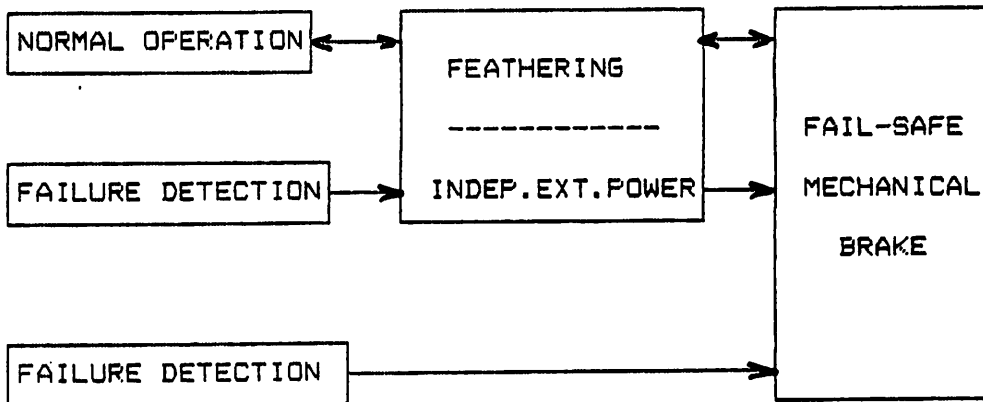 NORMAL OPERATION
FEATHERING
------------
INDEP.EXT.POWER
FAILURE DETECTION
FAILURE DETECTION
FAIL-SAFE
MECHANICAL
BRAKE